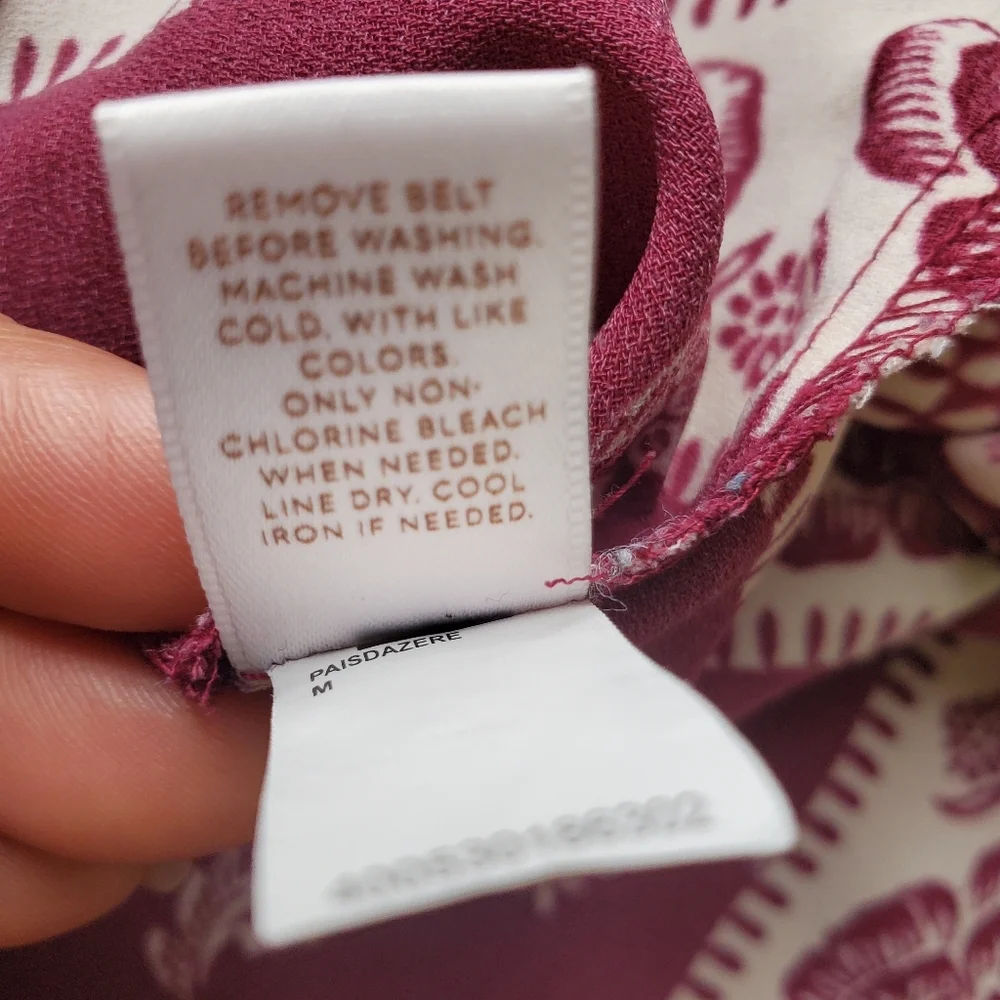 REMOVE BELT
BEFORE WASHING.
MACHINE WASH
COLD, WITH LIKE
COLORS.
ONLY NON-
CHLORINE BLEACH
WHEN NEEDED.
LINE DRY. COOL
IRON IF NEEDED.
PAISDAZERE
M